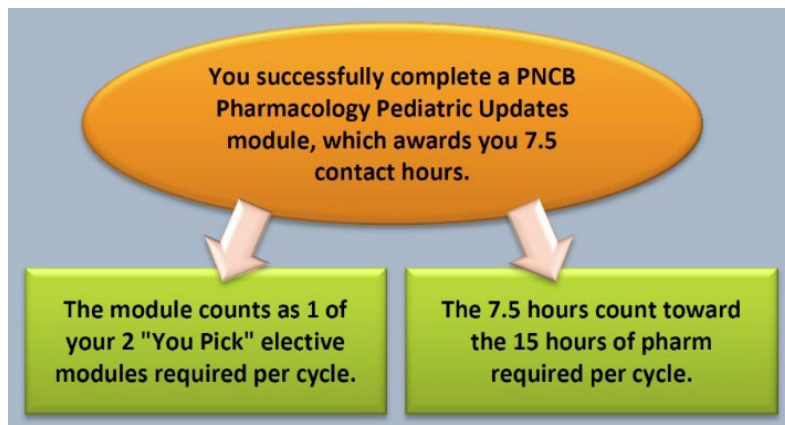 You successfully complete a PNCB
Pharmacology Pediatric Updates
module, which awards you 7.5
contact hours.
The module counts as 1 of
your 2 "You Pick" elective
modules required per cycle.
The 7.5 hours count toward
the 15 hours of pharm
required per cycle.